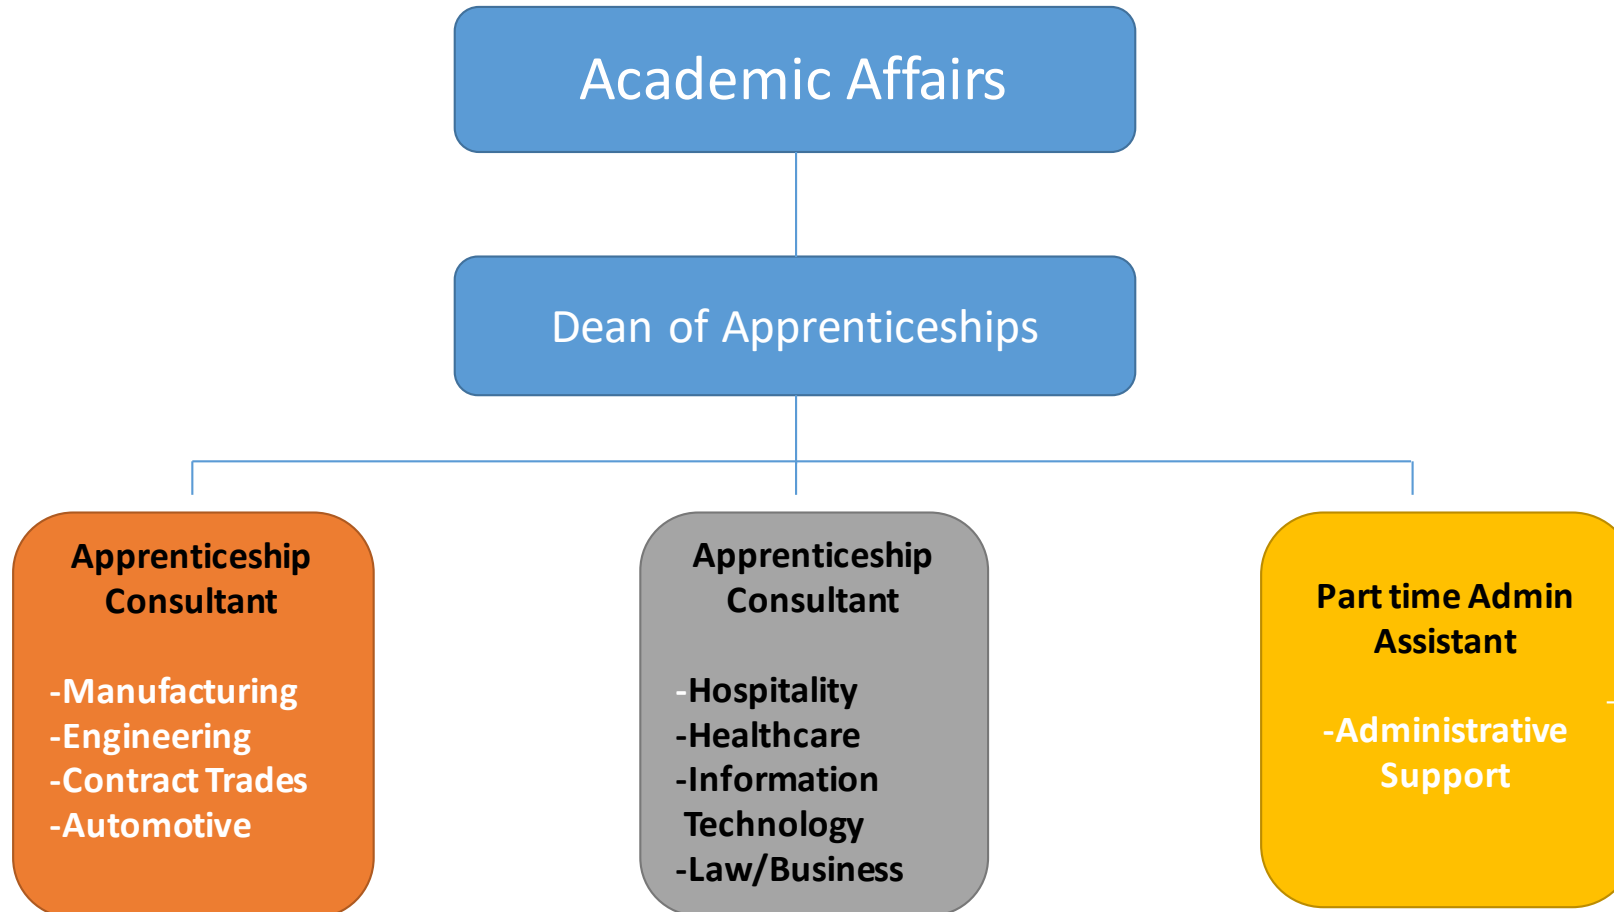 Academic Affairs
Dean of Apprenticeships
Apprenticeship
Consultant
-Manufacturing
-Engineering
-Contract Trades
-Automotive
Apprenticeship
Consultant
-Hospitality
-Healthcare
-Information
Technology
-Law/Business
Part time Admin
Assistant
-Administrative
Support